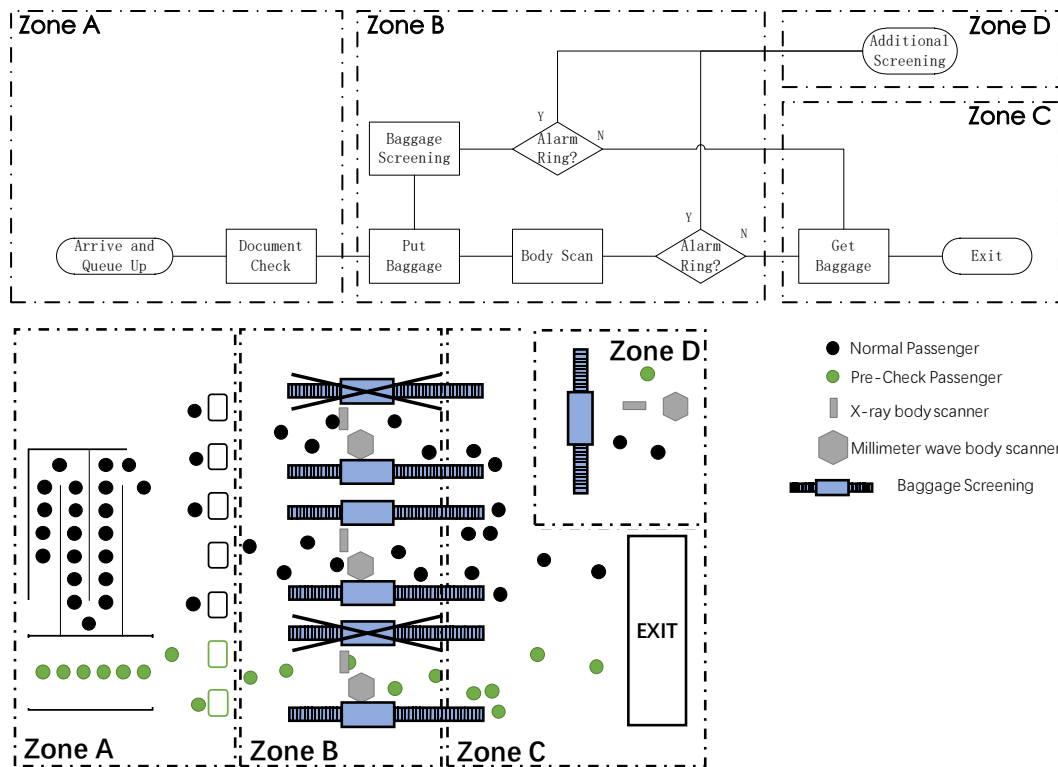 Zone A
Zone B
Zone D
Additional
Screening
Zone C
Y
N
Baggage
Screening
Alarm
Ring?
Y
N
Arrive and
Queue Up
Document
Check
Put
Baggage
Body Scan
Alarm
Ring?
Get
Baggage
Exit
Zone D
Normal Passenger
Pre-Check Passenger
X-ray body scanner
Millimeter wave body scanner
Baggage Screening
EXIT
Zone A
Zone B
Zone C